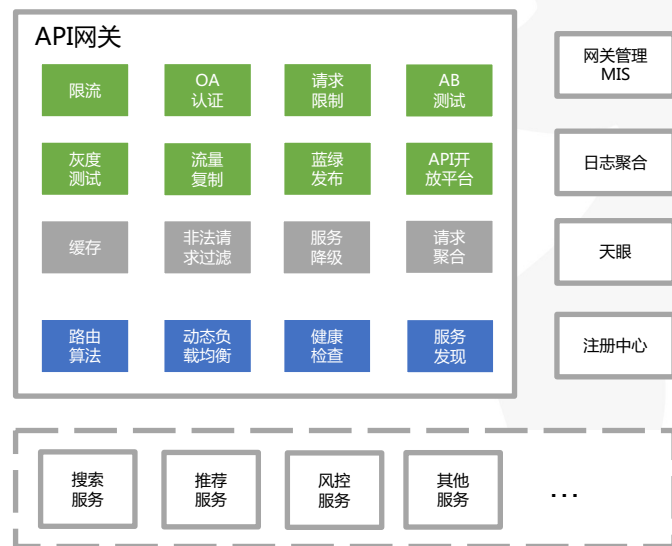 API网关
限流
OA
认证
请求
限制
AB
测试
灰度
测试
流量
复制
蓝绿
发布
API开
放平台
缓存
非法请
求过滤
服务
降级
请求
聚合
路由
算法
动态负
载均衡
健康
检查
服务
发现
网关管理
MIS
日志聚合
天眼
注册中心
搜索
服务
推荐
服务
风控
服务
其他
服务
…